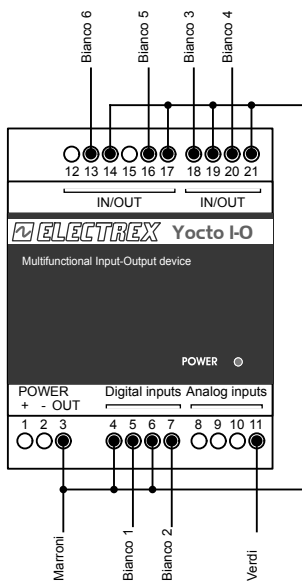 Bianco 6
Bianco 5
Bianco 3
Bianco 4
12 13 14 15 16 17 18 19 20 21
IN/OUT IN/OUT
ELECTREX Yocto I-O
Multifunctional Input-Output device
POWER
POWER Digital inputs Analog inputs
+ - OUT
1 2 3 4 5 6 7 8 9 10 11
Marroni
Bianco 1
Bianco 2
Verdi